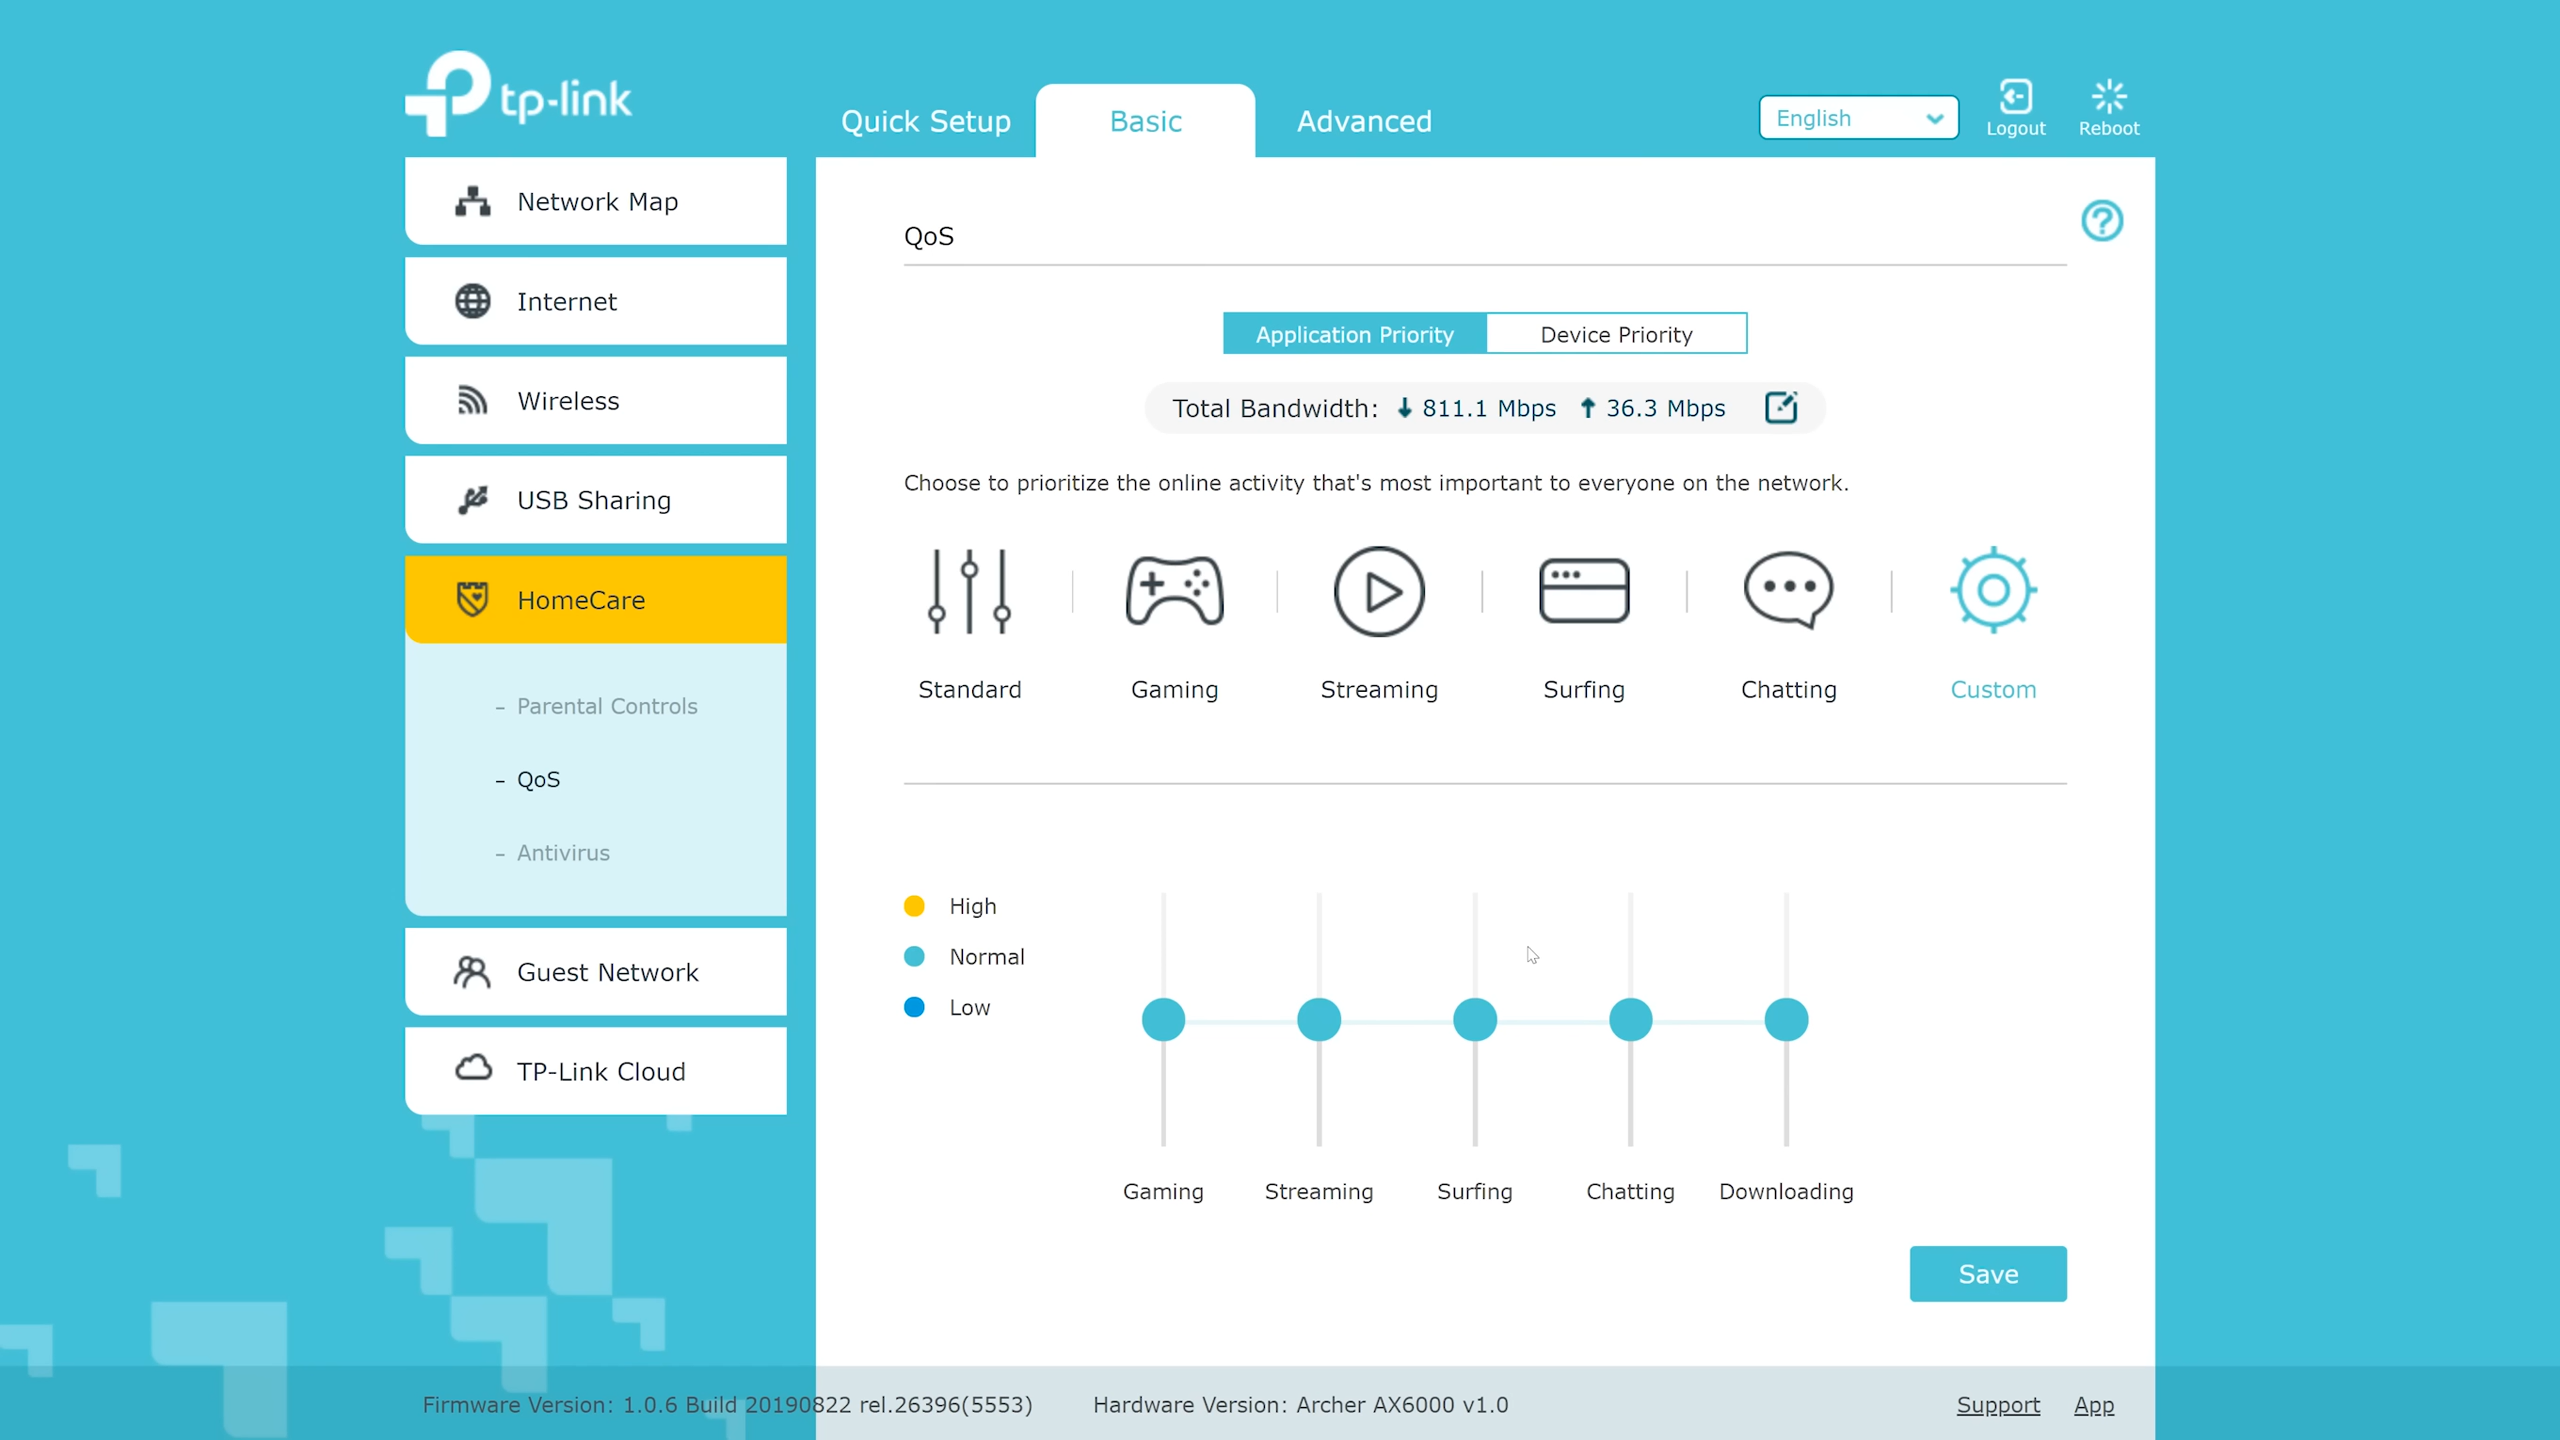 tp-link
Quick Setup
Basic
Advanced
English
Logout
Reboot
Network Map
Internet
Wireless
USB Sharing
HomeCare
- Parental Controls
- QoS
- Antivirus
Guest Network
TP-Link Cloud
QoS
Application Priority
Device Priority
Total Bandwidth: ↓ 811.1 Mbps ↑ 36.3 Mbps
Choose to prioritize the online activity that's most important to everyone on the network.
Standard
Gaming
Streaming
Surfing
Chatting
Custom
High
Normal
Low
Gaming
Streaming
Surfing
Chatting
Downloading
Save
Firmware Version: 1.0.6 Build 20190822 rel.26396(5553)
Hardware Version: Archer AX6000 v1.0
Support
App